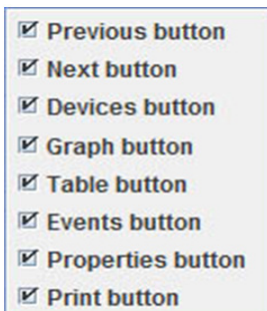 Previous button
Next button
Devices button
Graph button
Table button
Events button
Properties button
Print button